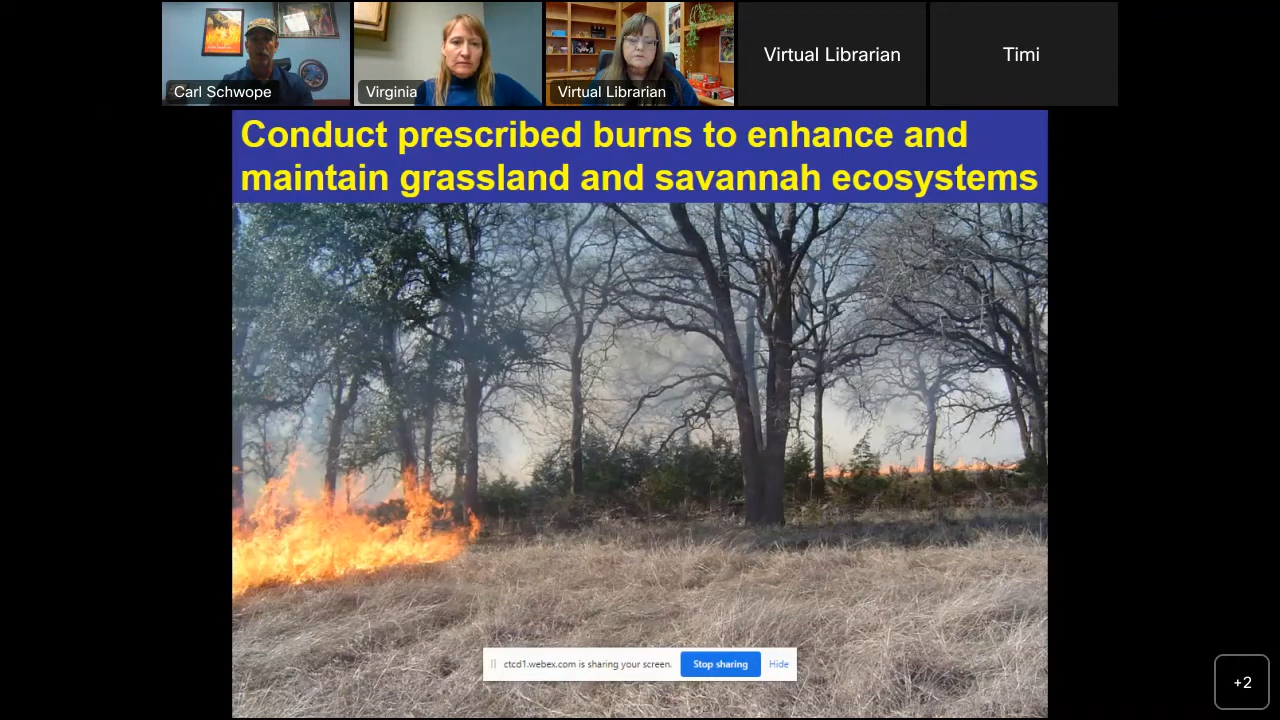 Carl Schwope
Virginia
Virtual Librarian
Virtual Librarian
Timi
Conduct prescribed burns to enhance and
maintain grassland and savannah ecosystems
ctcd1.webex.com is sharing your screen.
Stop sharing
Hide
+2